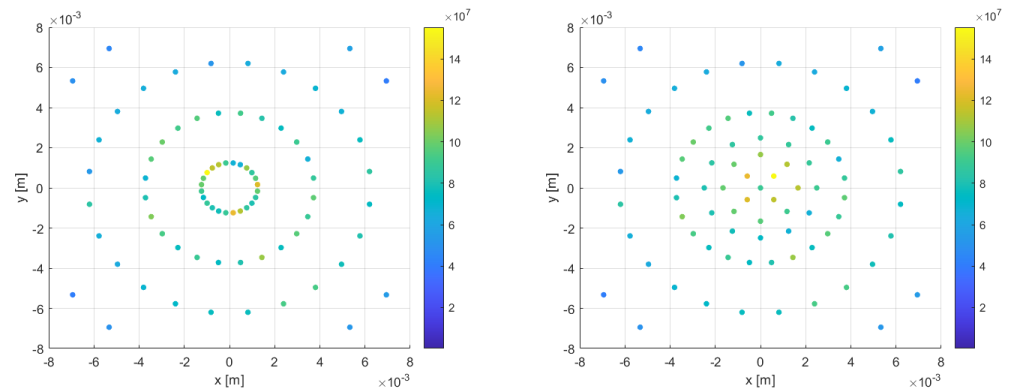 ×10⁻³ ×10⁷ ×10⁻³ ×10⁷
8 8
14 14
6 6
12 12
4 4
10 10
2 2
y [m] 0 8 y [m] 0 8
-2 6 -2 6
-4 4 -4 4
-6 2 -6 2
-8 -8
-8 -6 -4 -2 0 2 4 6 8 -8 -6 -4 -2 0 2 4 6 8
x [m] ×10⁻³ x [m] ×10⁻³